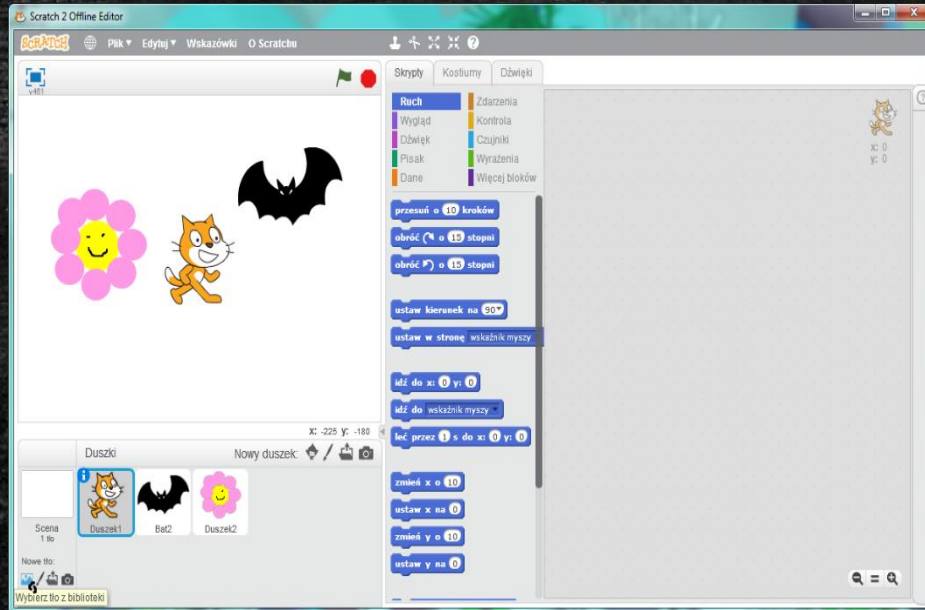 Scratch 2 Offline Editor
SCRATCH Plik Edytuj Wskazówki O Scratchu
v461
Skrypty Kostiumy Dźwięki
Ruch Zdarzenia
Wygląd Kontrola
Dźwięk Czujniki
Pisak Wyrażenia
Dane Więcej bloków
x: 0
y: 0
przesuń o 10 kroków
obróć o 15 stopni
obróć o 15 stopni
ustaw kierunek na 90
ustaw w stronę wskaźnik myszy
idź do x: 0 y: 0
idź do wskaźnik myszy
leć przez 1 s do x: 0 y: 0
zmień x o 10
ustaw x na 0
zmień y o 10
ustaw y na 0
X: -225 y: -180
Duszki Nowy duszek:
Scena
1 tło
Duszek1 Bat2 Duszek2
Nowe tło:
Wybierz tło z biblioteki